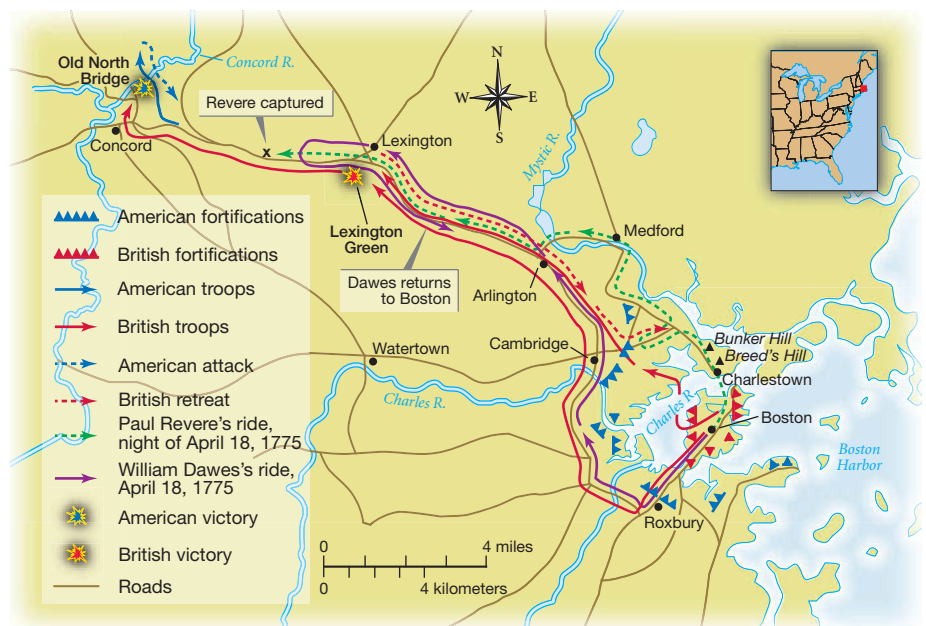 Old North
Bridge
Concord R.
Revere captured
N
W
E
S
x
Concord
Lexington
Mystic R.
Lexington
Green
Medford
Dawes returns
to Boston
Arlington
American fortifications
British fortifications
American troops
British troops
American attack
British retreat
Paul Revere's ride,
night of April 18, 1775
William Dawes's ride,
April 18, 1775
American victory
British victory
Roads
Watertown
Cambridge
Bunker Hill
Breed's Hill
Charlestown
Charles R.
Charles R.
Boston
Boston
Harbor
Roxbury
0
4 miles
0
4 kilometers